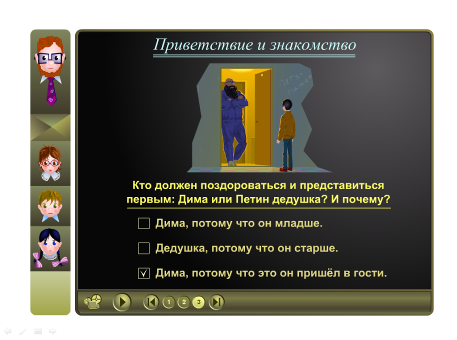 Приветствие и знакомство
Кто должен поздороваться и представиться
первым: Дима или Петин дедушка? И почему?
Дима, потому что он младше.
Дедушка, потому что он старше.
Дима, потому что это он пришёл в гости.
1 2 3